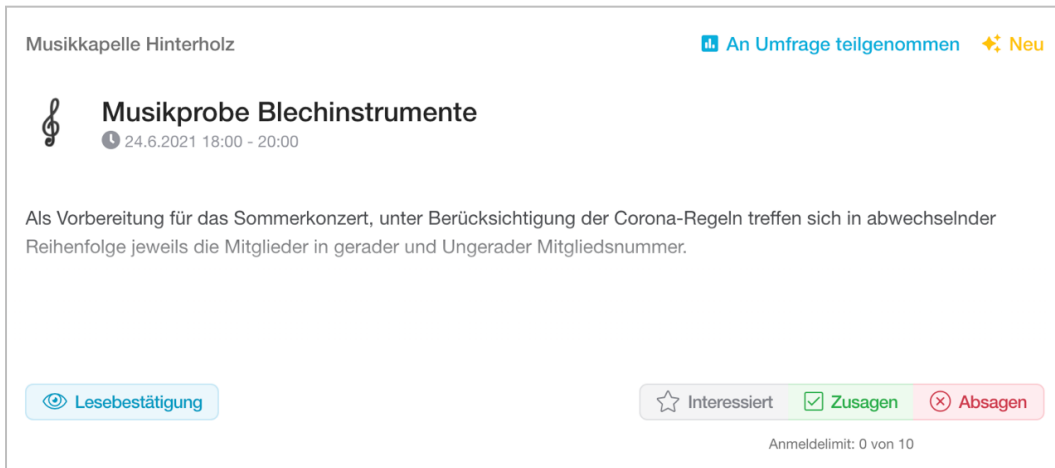 Musikkapelle Hinterholz
An Umfrage teilgenommen Neu
Musikprobe Blechinstrumente
24.6.2021 18:00 - 20:00
Als Vorbereitung für das Sommerkonzert, unter Berücksichtigung der Corona-Regeln treffen sich in abwechselnder
Reihenfolge jeweils die Mitglieder in gerader und Ungerader Mitgliedsnummer.
Lesebestätigung
Interessiert Zusagen Absagen
Anmeldelimit: 0 von 10